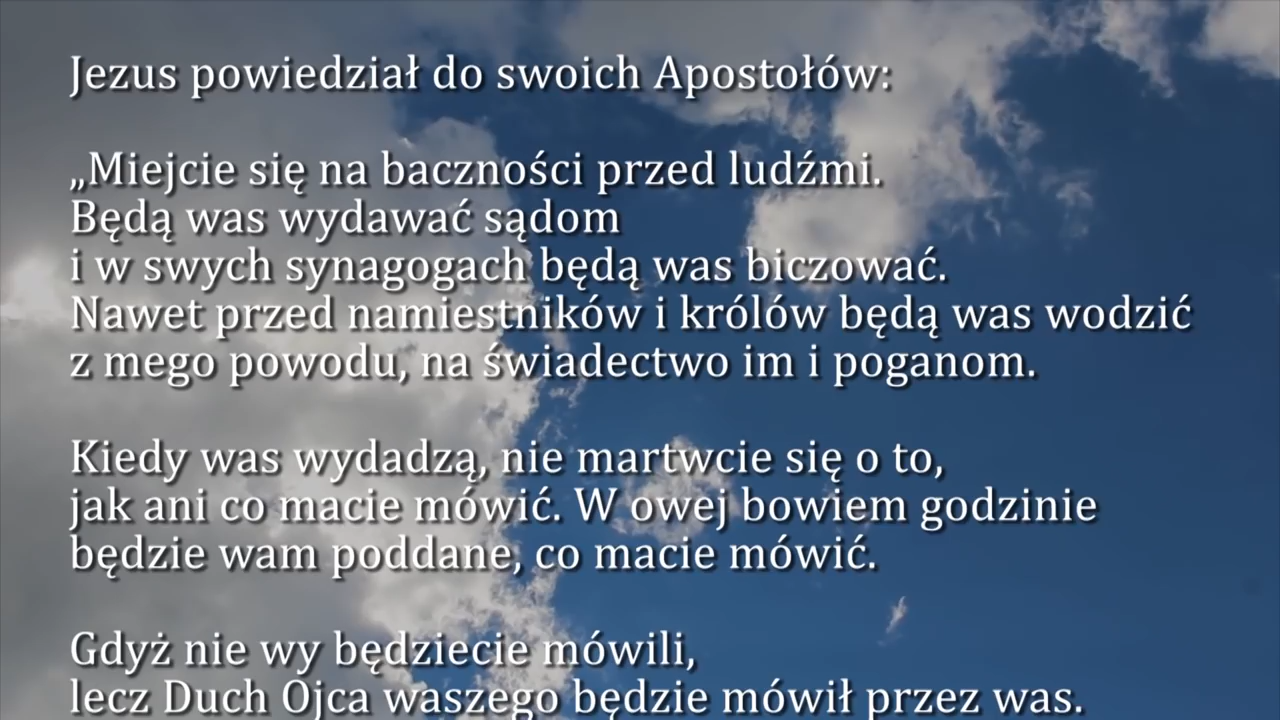 Jezus powiedział do swoich Apostołów:
„Miejcie się na baczności przed ludźmi.
Będą was wydawać sądom
i w swych synagogach będą was biczować.
Nawet przed namiestników i królów będą was wodzić
z mego powodu, na świadectwo im i poganom.
Kiedy was wydadzą, nie martwcie się o to,
jak ani co macie mówić. W owej bowiem godzinie
będzie wam poddane, co macie mówić.
Gdyż nie wy będziecie mówili,
lecz Duch Ojca waszego będzie mówił przez was.